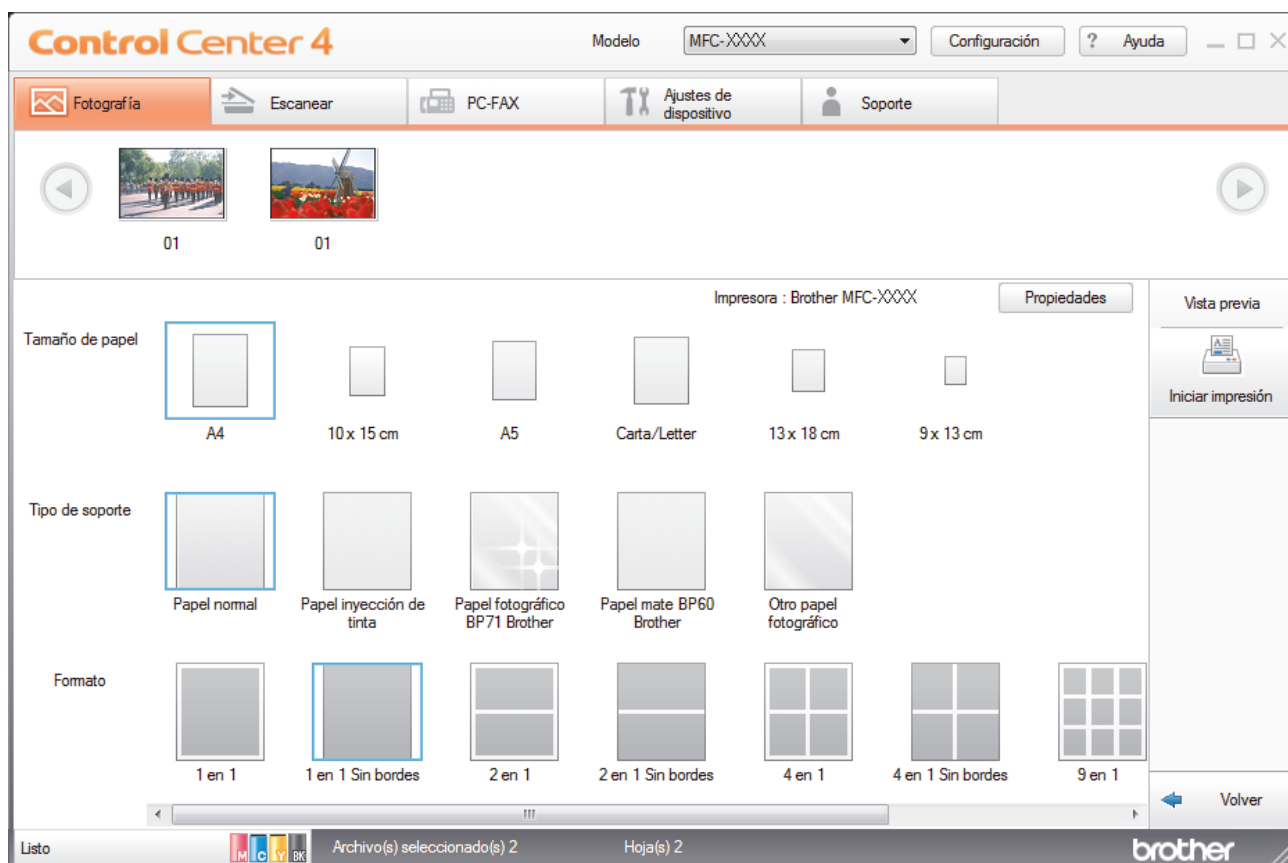 Control Center 4
Modelo MFC-XXXX Configuración ? Ayuda
Fotografía Escanear PC-FAX Ajustes de dispositivo Soporte
01 01
Impresora : Brother MFC-XXXX Propiedades Vista previa
Tamaño de papel
Iniciar impresión
A4 10 x 15 cm A5 Carta/Letter 13 x 18 cm 9 x 13 cm
Tipo de soporte
Papel normal Papel inyección de tinta Papel fotográfico BP71 Brother Papel mate BP60 Brother Otro papel fotográfico
Formato
1 en 1 1 en 1 Sin bordes 2 en 1 2 en 1 Sin bordes 4 en 1 4 en 1 Sin bordes 9 en 1
Volver
Listo M C Y BK Archivo(s) seleccionado(s) 2 Hoja(s) 2 brother